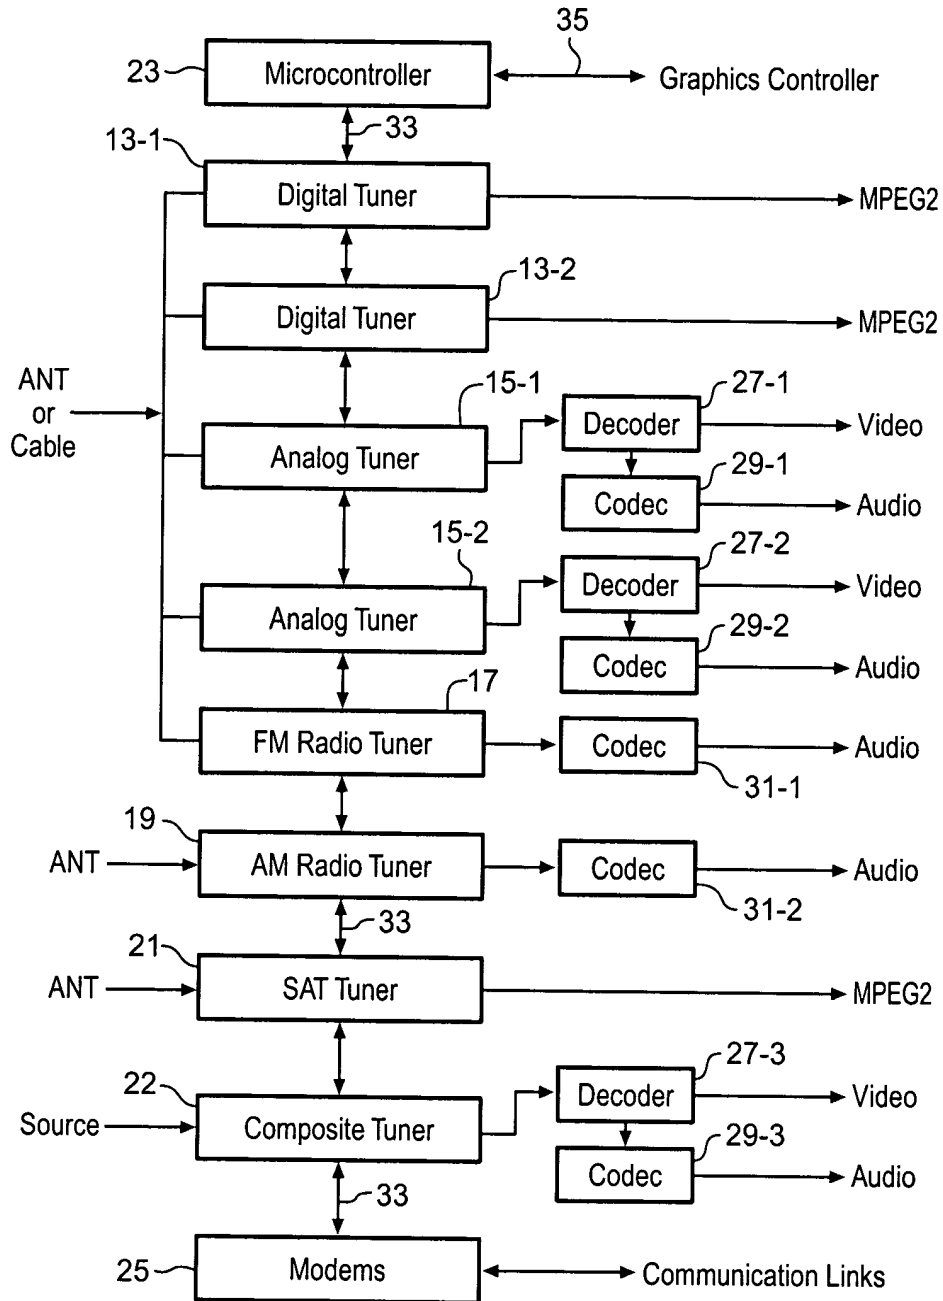 35
23
Microcontroller
Graphics Controller
33
13-1
Digital Tuner
MPEG2
13-2
Digital Tuner
MPEG2
ANT
or
Cable
15-1
27-1
Analog Tuner
Decoder
Video
29-1
Codec
Audio
15-2
27-2
Analog Tuner
Decoder
Video
29-2
Codec
Audio
17
FM Radio Tuner
Codec
Audio
31-1
19
ANT
AM Radio Tuner
Codec
Audio
31-2
33
21
ANT
SAT Tuner
MPEG2
27-3
22
Source
Composite Tuner
Decoder
Video
29-3
Codec
Audio
33
25
Modems
Communication Links